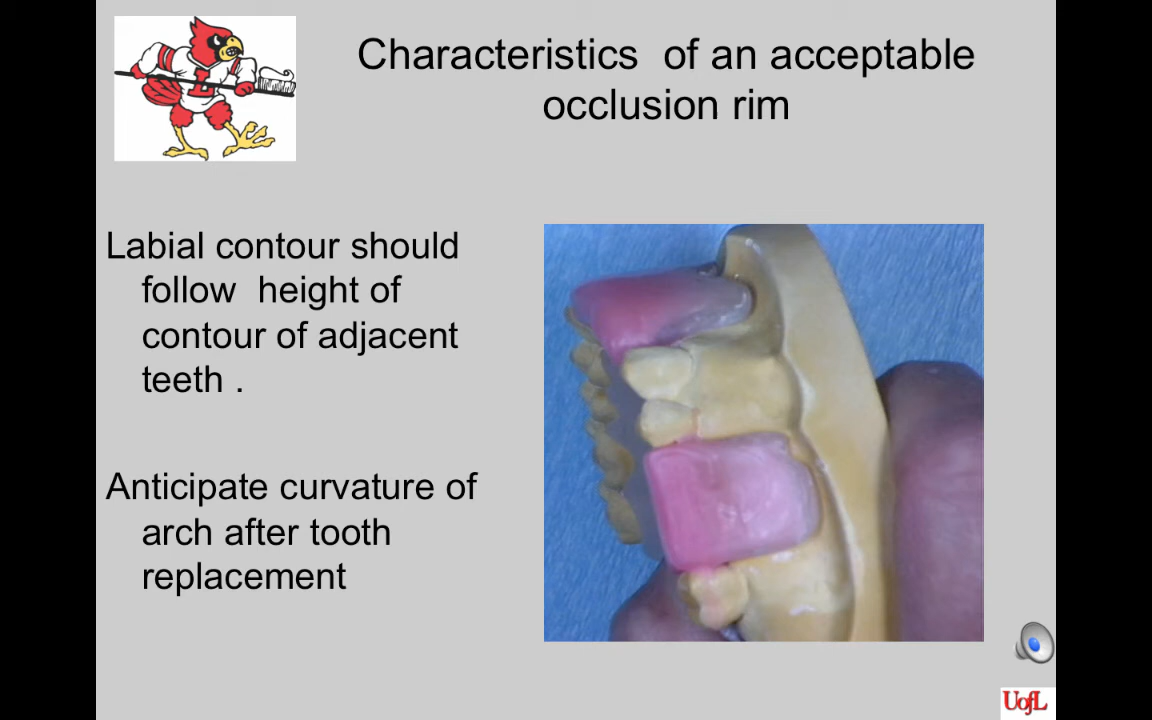 Characteristics  of an acceptable
occlusion rim
Labial contour should
follow  height of
contour of adjacent
teeth .
Anticipate curvature of
arch after tooth
replacement
UofL